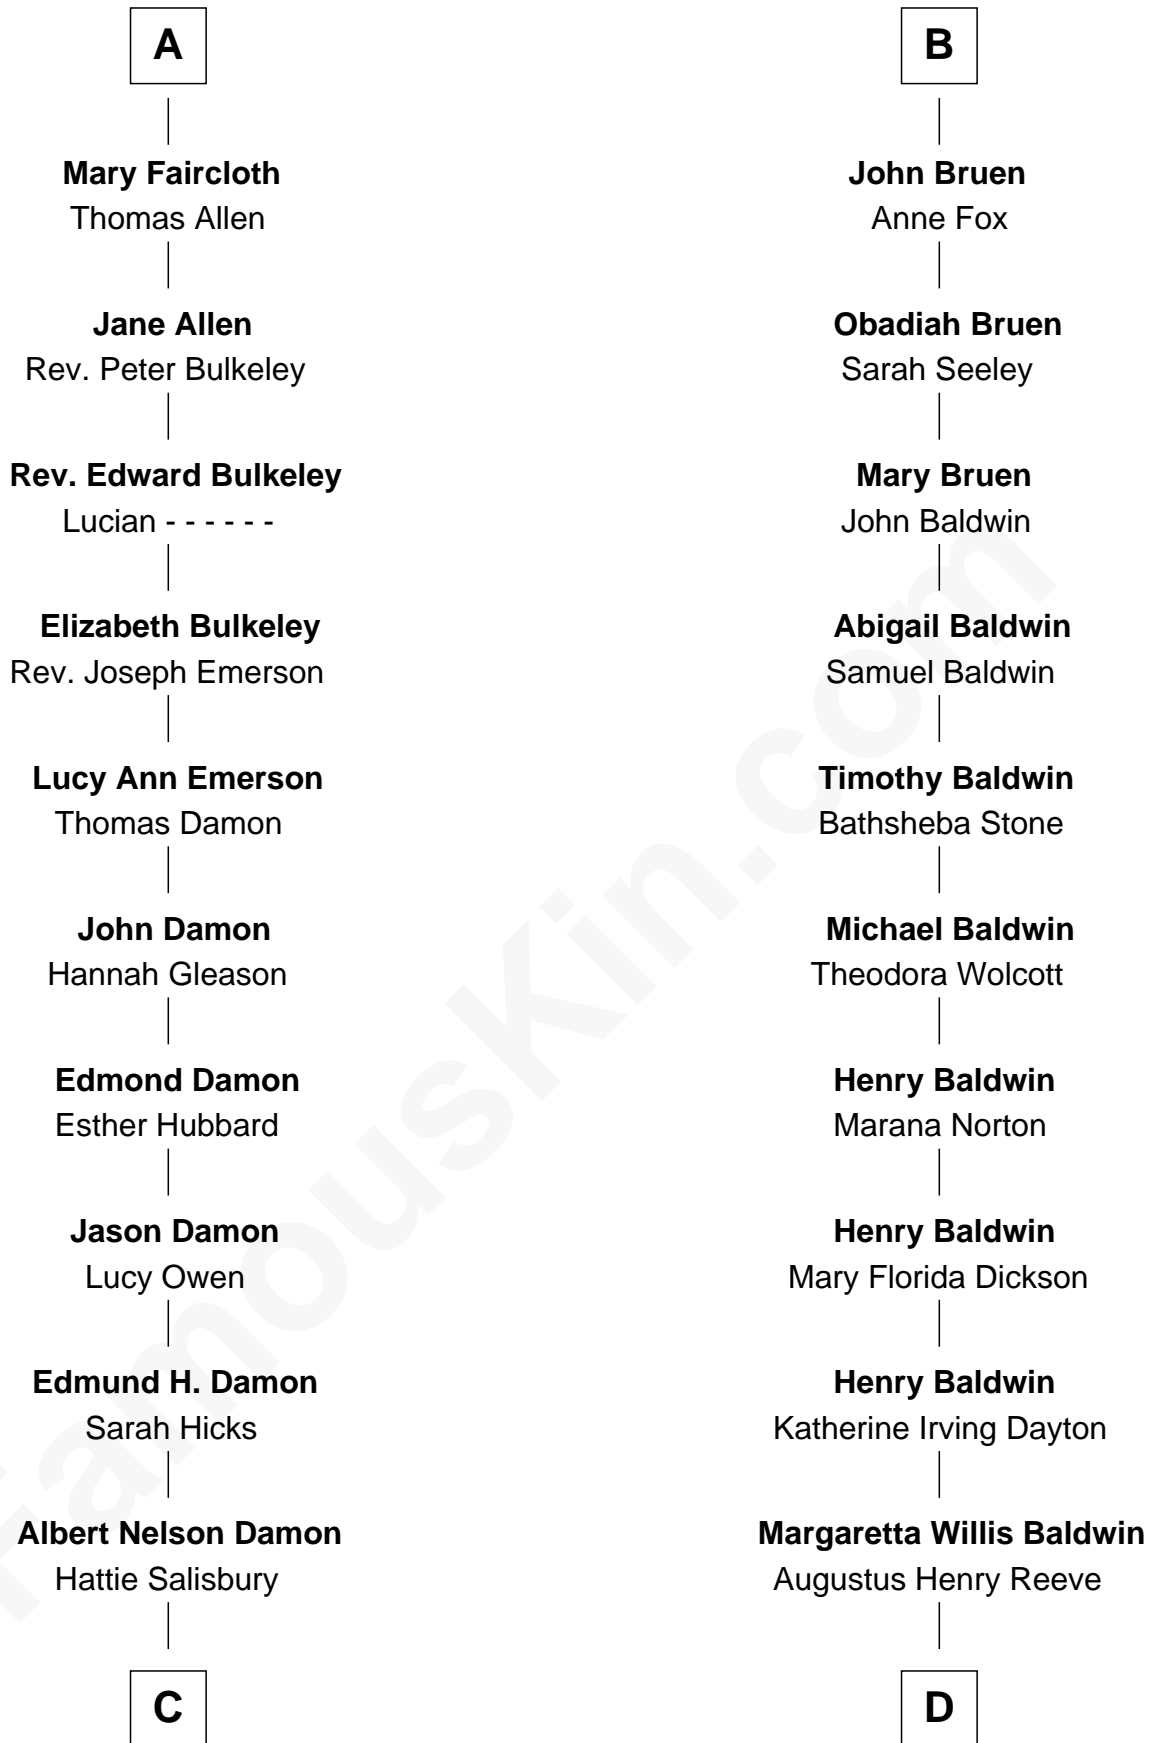 A
Mary Faircloth
Thomas Allen
Jane Allen
Rev. Peter Bulkeley
Rev. Edward Bulkeley
Lucian - - - - - -
Elizabeth Bulkeley
Rev. Joseph Emerson
Lucy Ann Emerson
Thomas Damon
John Damon
Hannah Gleason
Edmond Damon
Esther Hubbard
Jason Damon
Lucy Owen
Edmund H. Damon
Sarah Hicks
Albert Nelson Damon
Hattie Salisbury
C
B
John Bruen
Anne Fox
Obadiah Bruen
Sarah Seeley
Mary Bruen
John Baldwin
Abigail Baldwin
Samuel Baldwin
Timothy Baldwin
Bathsheba Stone
Michael Baldwin
Theodora Wolcott
Henry Baldwin
Marana Norton
Henry Baldwin
Mary Florida Dickson
Henry Baldwin
Katherine Irving Dayton
Margaretta Willis Baldwin
Augustus Henry Reeve
D
FamousKin.com